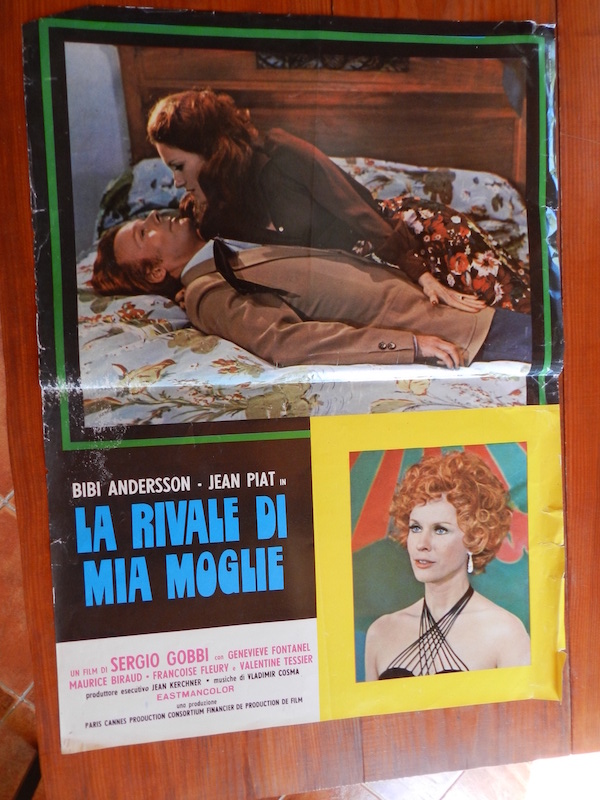 BIBI ANDERSSON - JEAN PIAT IN
LA RIVALE DI
MIA MOGLIE
UN FILM DI SERGIO GOBBI con GENEVIEVE FONTANEL
MAURICE BIRAUD - FRANCOISE FLEURY e VALENTINE TESSIER
produttore esecutivo JEAN KERCHNER - musiche di VLADIMIR COSMA
EASTMANCOLOR
una produzione
PARIS CANNES PRODUCTION CONSORTIUM FINANCIER DE PRODUCTION DE FILM